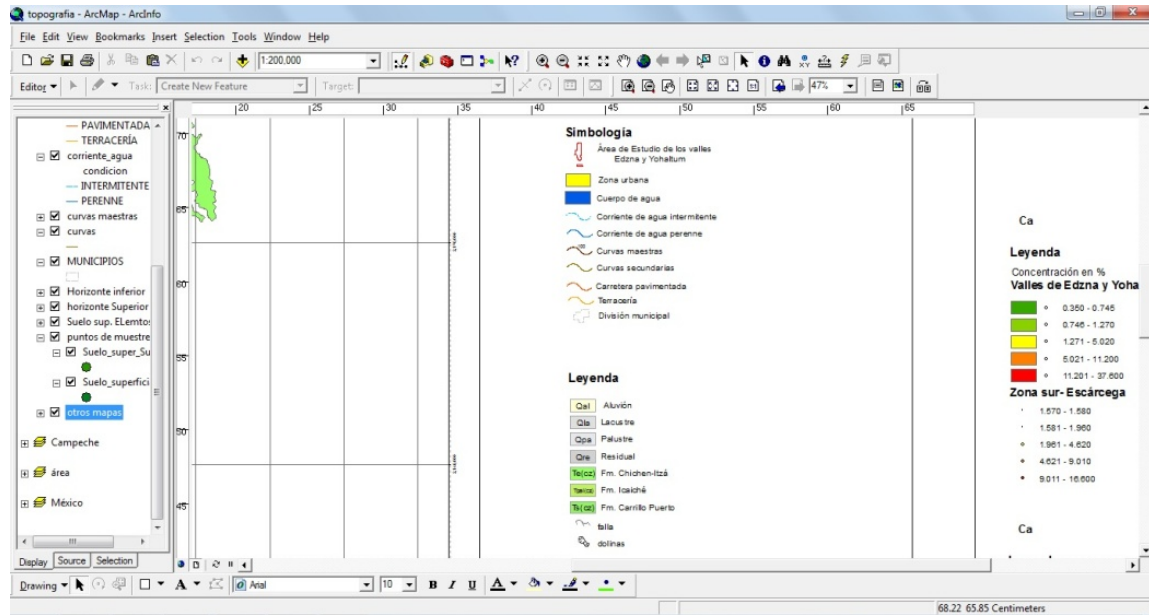 topografia - ArcMap - ArcInfo
File Edit View Bookmarks Insert Selection Tools Window Help
1:200,000
Editor Task: Create New Feature Target: 47%
20 25 30 35 40 45 50 55 60 65
PAVIMENTADA
TERRACERÍA
corriente_agua
condicion
INTERMITENTE
PERENNE
curvas maestras
curvas
MUNICIPIOS
Horizonte inferior
horizonte Superior
Suelo sup. ELemtos
puntos de muestre
Suelo_super_Su
Suelo_superfici
otros mapas
Campeche
área
México
Display Source Selection
70
65
60
55
50
45
Simbología
Área de Estudio de los valles
Edzna y Yohaltum
Zona urbana
Cuerpo de agua
Corriente de agua intermitente
Corriente de agua perenne
Curvas maestras
Curvas secundarias
Carretera pavimentada
Terracería
División municipal
Leyenda
Qal Aluvión
Qla Lacustre
Qpa Palustre
Qre Residual
Te(cz) Fm. Chichen-Itzá
Fm. Icaiché
Ts(cz) Fm. Carrillo Puerto
falla
dolinas
Ca
Leyenda
Concentración en %
Valles de Edzna y Yoha
0.350 - 0.745
0.746 - 1.270
1.271 - 5.020
5.021 - 11.200
11.201 - 37.600
Zona sur- Escárcega
1.570 - 1.580
1.581 - 1.960
1.961 - 4.620
4.621 - 9.010
9.011 - 16.600
Ca
Drawing A Arial 10 B I U A
68.22 65.85 Centimeters